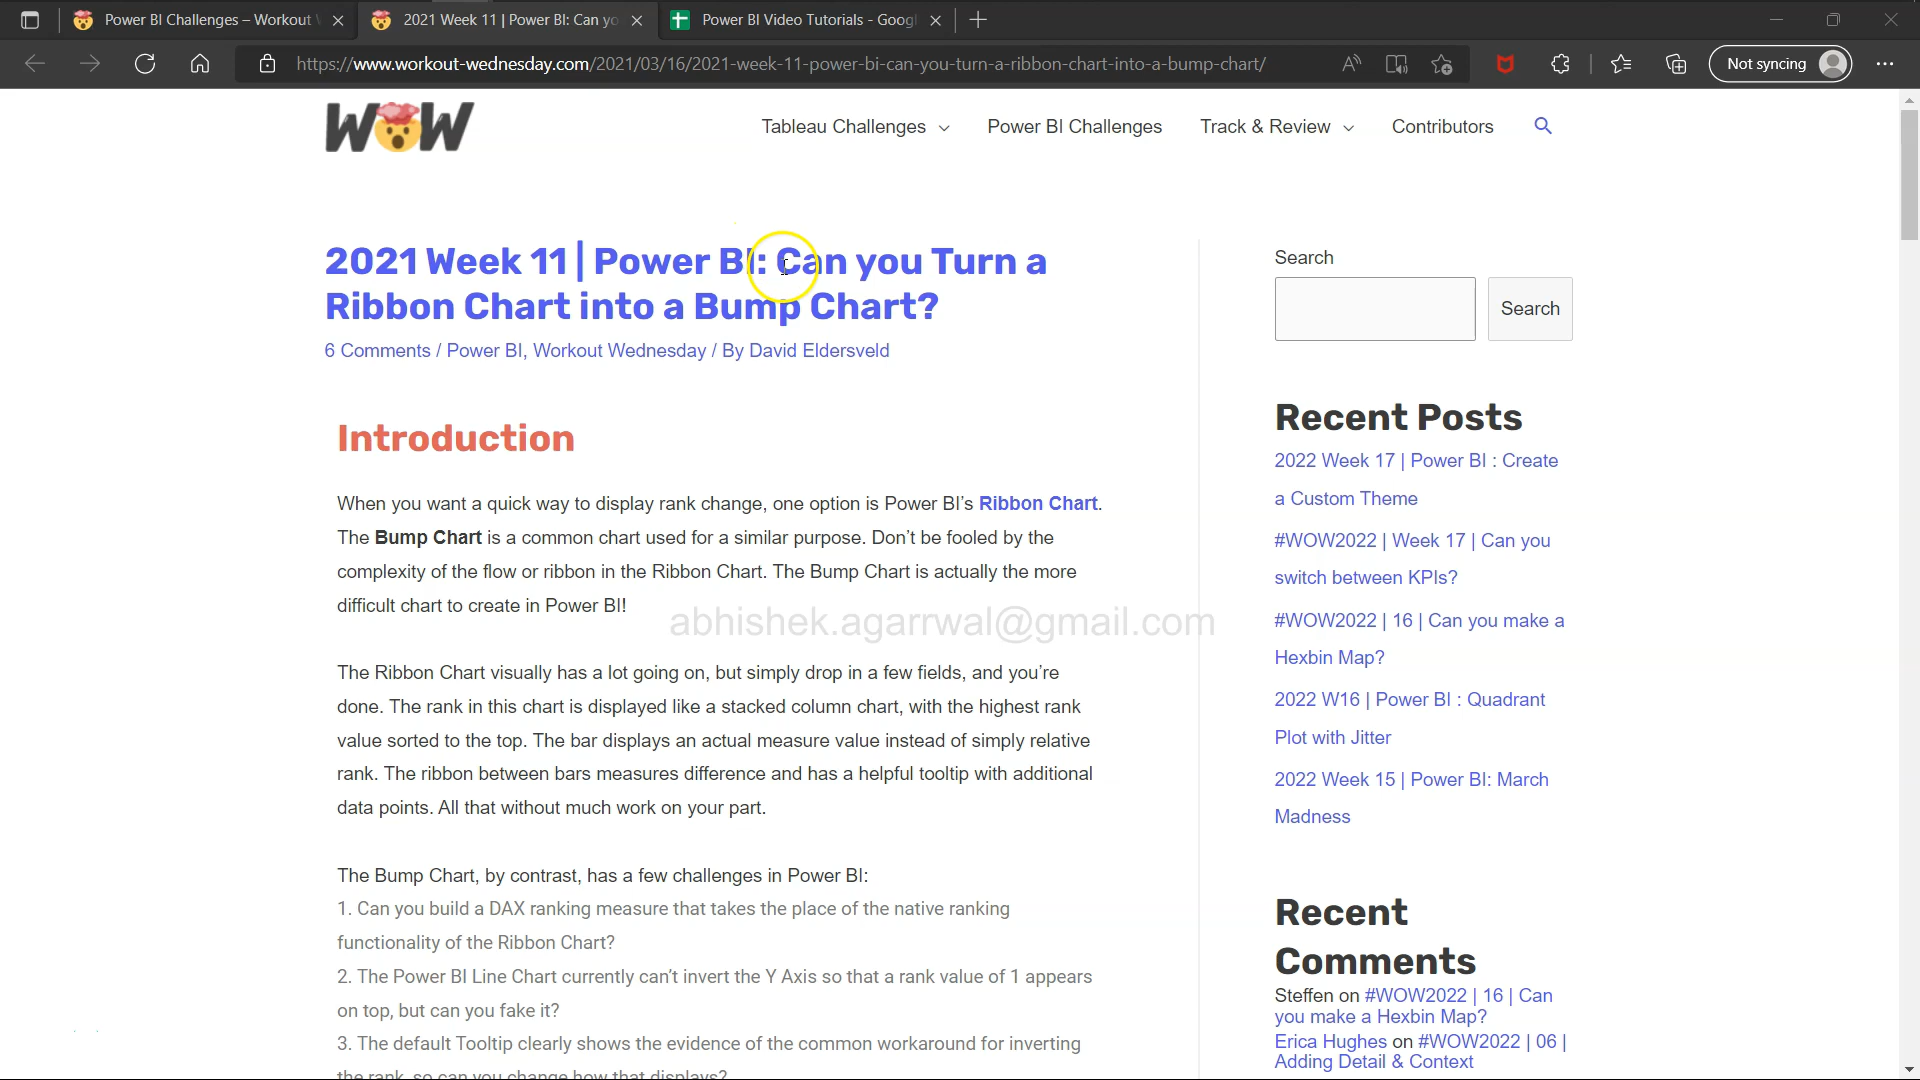 Power BI Challenges – Workout
2021 Week 11 | Power BI: Can yo
Power BI Video Tutorials - Goog
https://www.workout-wednesday.com/2021/03/16/2021-week-11-power-bi-can-you-turn-a-ribbon-chart-into-a-bump-chart/
Not syncing
WOW
Tableau Challenges
Power BI Challenges
Track & Review
Contributors
2021 Week 11 | Power BI: Can you Turn a
Ribbon Chart into a Bump Chart?
6 Comments / Power BI, Workout Wednesday / By David Eldersveld
Introduction
When you want a quick way to display rank change, one option is Power BI’s Ribbon Chart.
The Bump Chart is a common chart used for a similar purpose. Don’t be fooled by the
complexity of the flow or ribbon in the Ribbon Chart. The Bump Chart is actually the more
difficult chart to create in Power BI!
abhishek.agarrwal@gmail.com
The Ribbon Chart visually has a lot going on, but simply drop in a few fields, and you’re
done. The rank in this chart is displayed like a stacked column chart, with the highest rank
value sorted to the top. The bar displays an actual measure value instead of simply relative
rank. The ribbon between bars measures difference and has a helpful tooltip with additional
data points. All that without much work on your part.
The Bump Chart, by contrast, has a few challenges in Power BI:
1. Can you build a DAX ranking measure that takes the place of the native ranking
functionality of the Ribbon Chart?
2. The Power BI Line Chart currently can’t invert the Y Axis so that a rank value of 1 appears
on top, but can you fake it?
3. The default Tooltip clearly shows the evidence of the common workaround for inverting
the rank, so can you change how that displays?
Search
Search
Recent Posts
2022 Week 17 | Power BI : Create
a Custom Theme
#WOW2022 | Week 17 | Can you
switch between KPIs?
#WOW2022 | 16 | Can you make a
Hexbin Map?
2022 W16 | Power BI : Quadrant
Plot with Jitter
2022 Week 15 | Power BI: March
Madness
Recent
Comments
Steffen on #WOW2022 | 16 | Can
you make a Hexbin Map?
Erica Hughes on #WOW2022 | 06 |
Adding Detail & Context